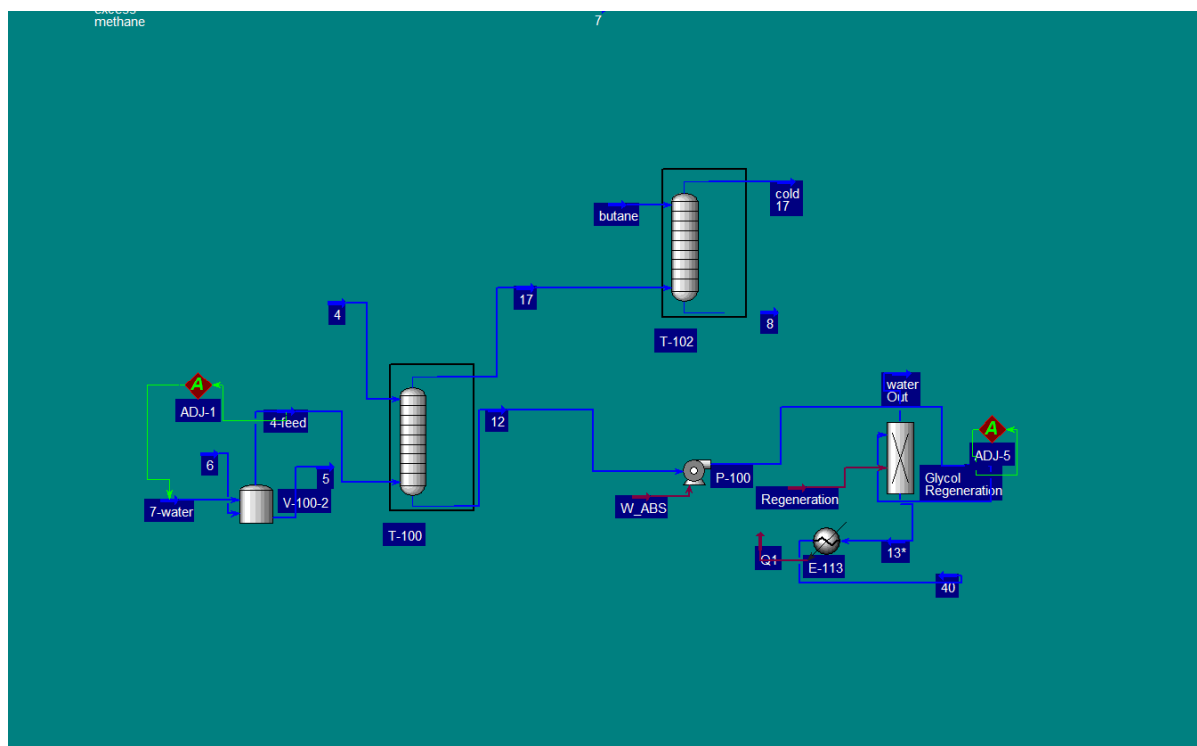 excess
methane
7
cold
17
butane
17
4
8
T-102
water
Out
A
ADJ-1
4-feed
12
A
ADJ-5
6
5
V-100-2
P-100
Glycol
Regeneration
7-water
W_ABS
Regeneration
T-100
Q1
E-113
13*
40